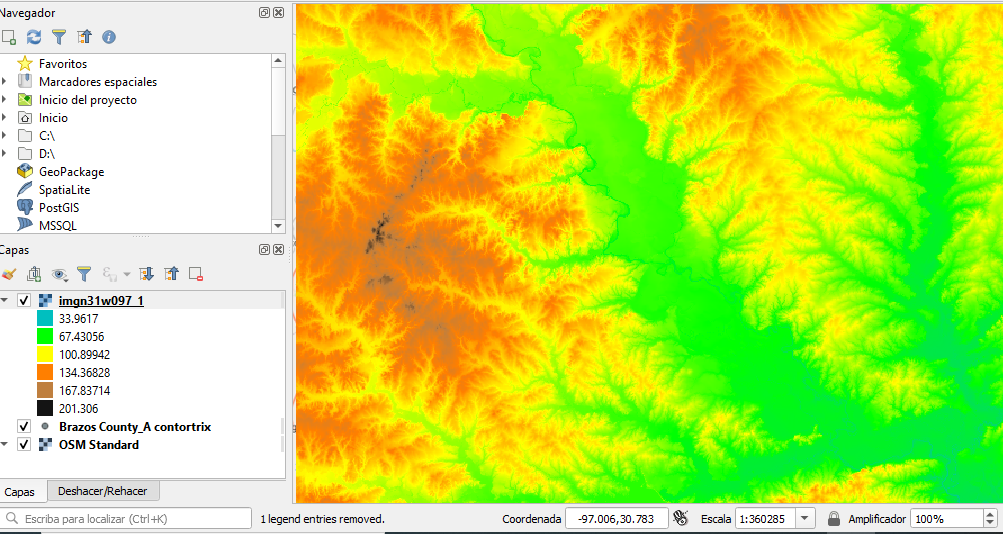 Navegador
Favoritos
Marcadores espaciales
Inicio del proyecto
Inicio
C:\
D:\
GeoPackage
SpatiaLite
PostGIS
MSSQL
Capas
imgn31w097_1
33.9617
67.43056
100.89942
134.36828
167.83714
201.306
Brazos County_A contortrix
OSM Standard
Capas Deshacer/Rehacer
Escriba para localizar (Ctrl+K) 1 legend entries removed. Coordenada -97.006,30.783 Escala 1:360285 Amplificador 100%